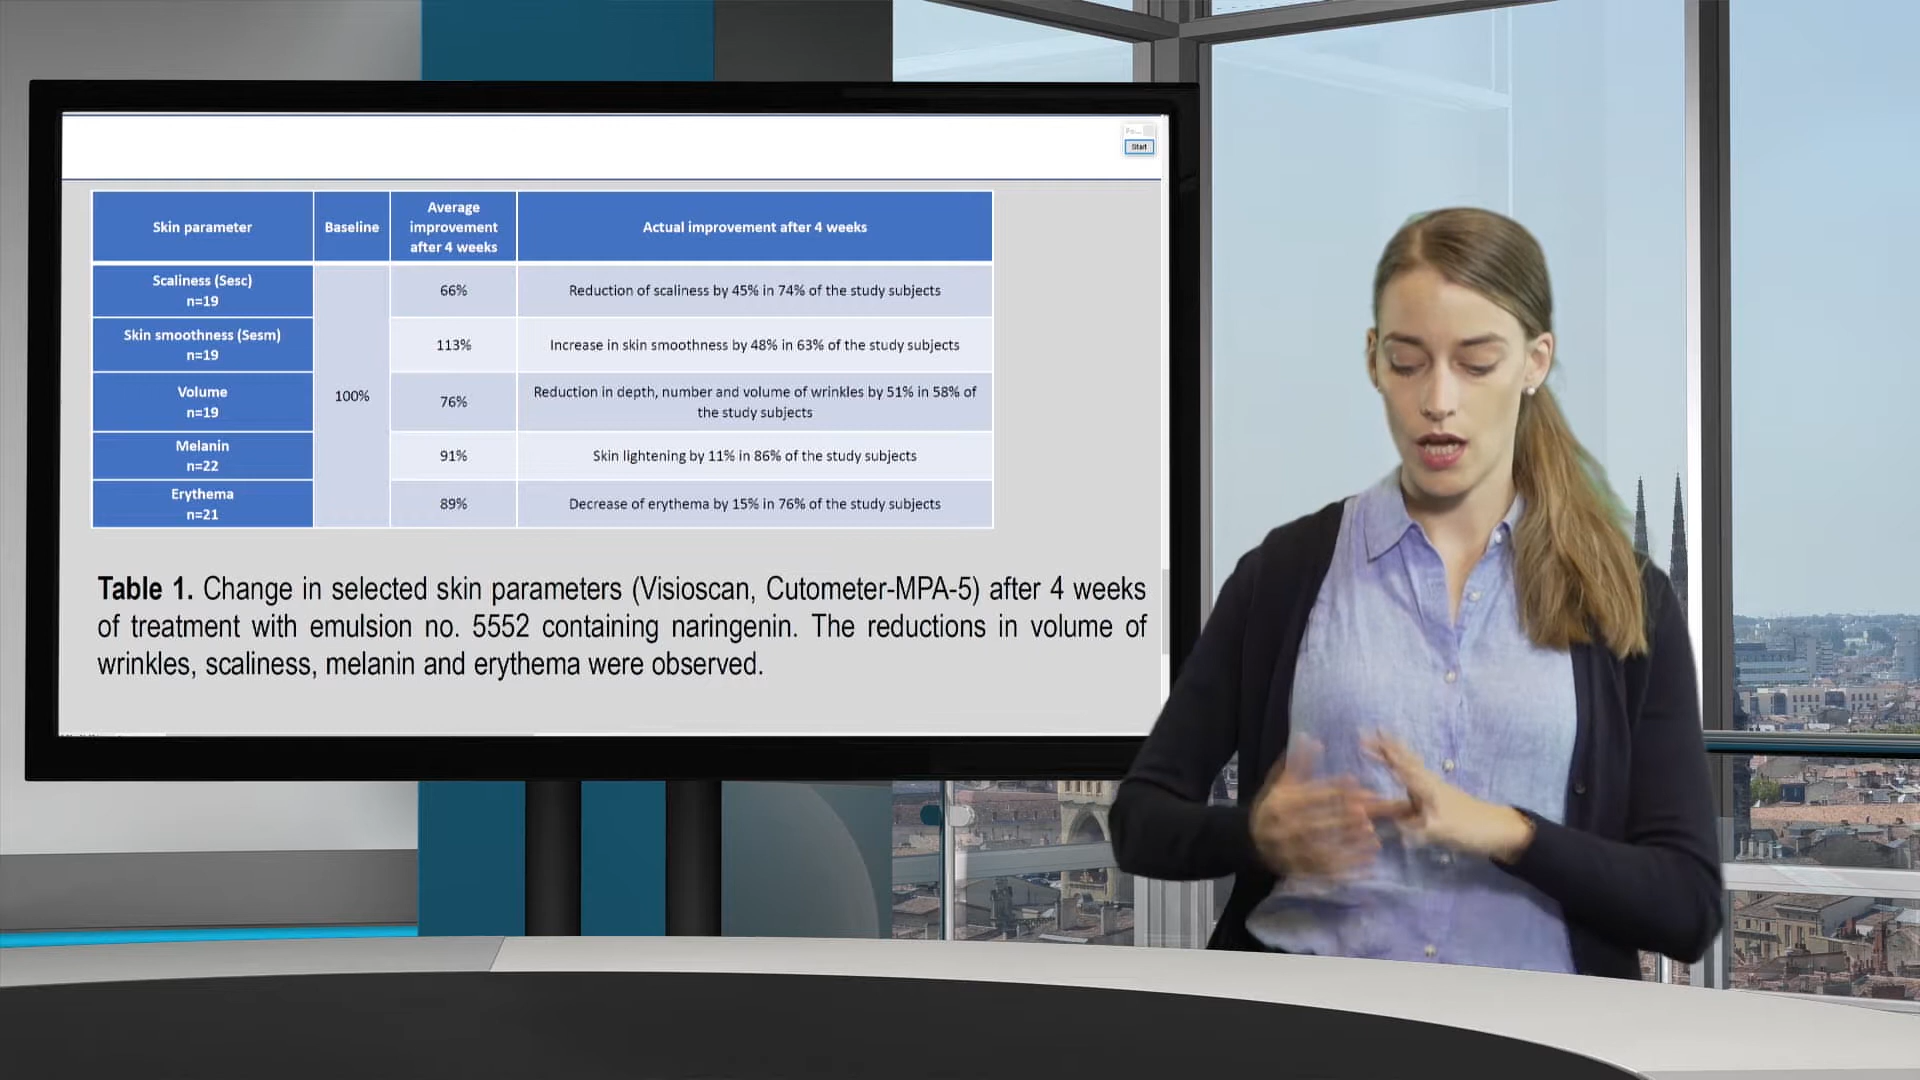 Start
Skin parameter
Baseline
Average
improvement
after 4 weeks
Actual improvement after 4 weeks
Scaliness (Sesc)
n=19
66%
Reduction of scaliness by 45% in 74% of the study subjects
Skin smoothness (Sesm)
n=19
113%
Increase in skin smoothness by 48% in 63% of the study subjects
100%
Volume
n=19
76%
Reduction in depth, number and volume of wrinkles by 51% in 58% of
the study subjects
Melanin
n=22
91%
Skin lightening by 11% in 86% of the study subjects
Erythema
n=21
89%
Decrease of erythema by 15% in 76% of the study subjects
Table 1. Change in selected skin parameters (Visioscan, Cutometer-MPA-5) after 4 weeks
of treatment with emulsion no. 5552 containing naringenin. The reductions in volume of
wrinkles, scaliness, melanin and erythema were observed.